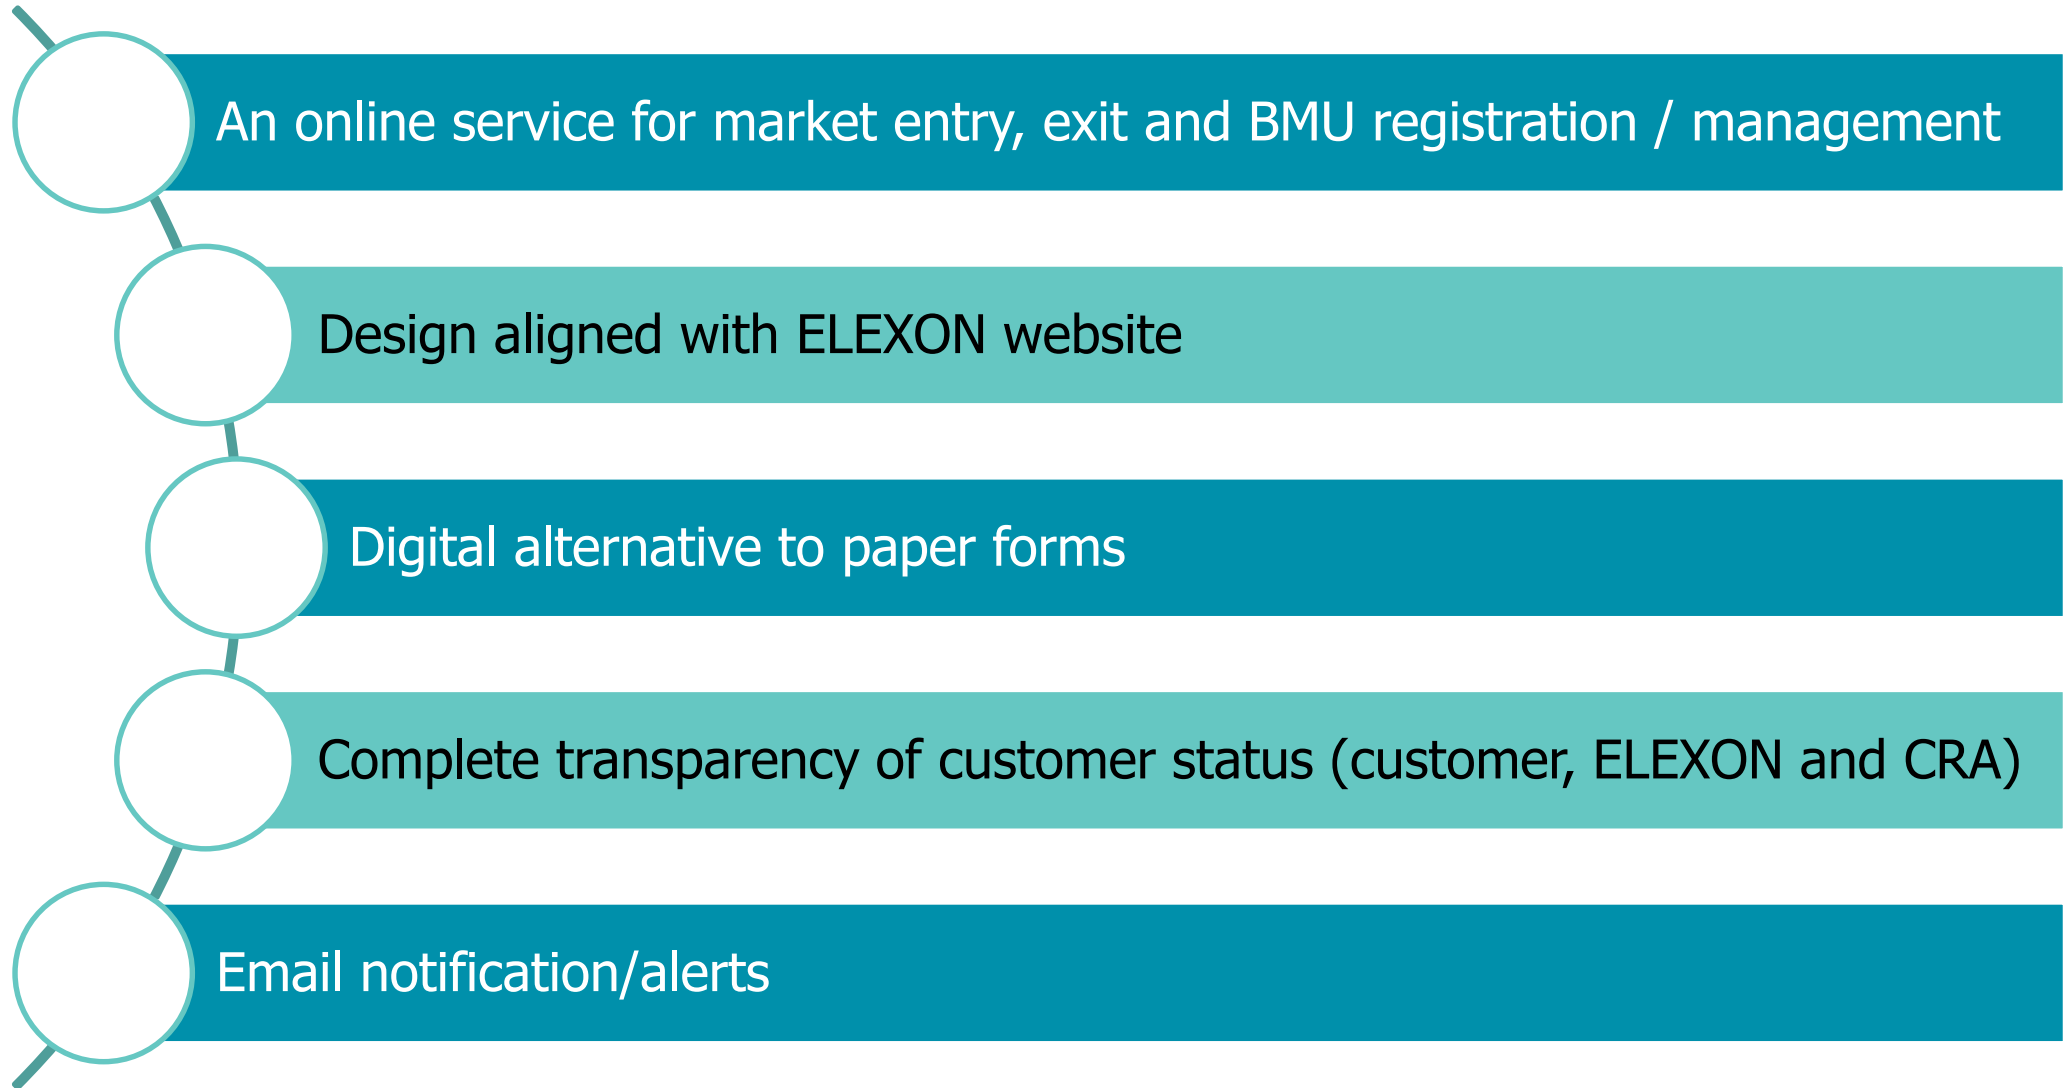 An online service for market entry, exit and BMU registration / management
Design aligned with ELEXON website
Digital alternative to paper forms
Complete transparency of customer status (customer, ELEXON and CRA)
Email notification/alerts